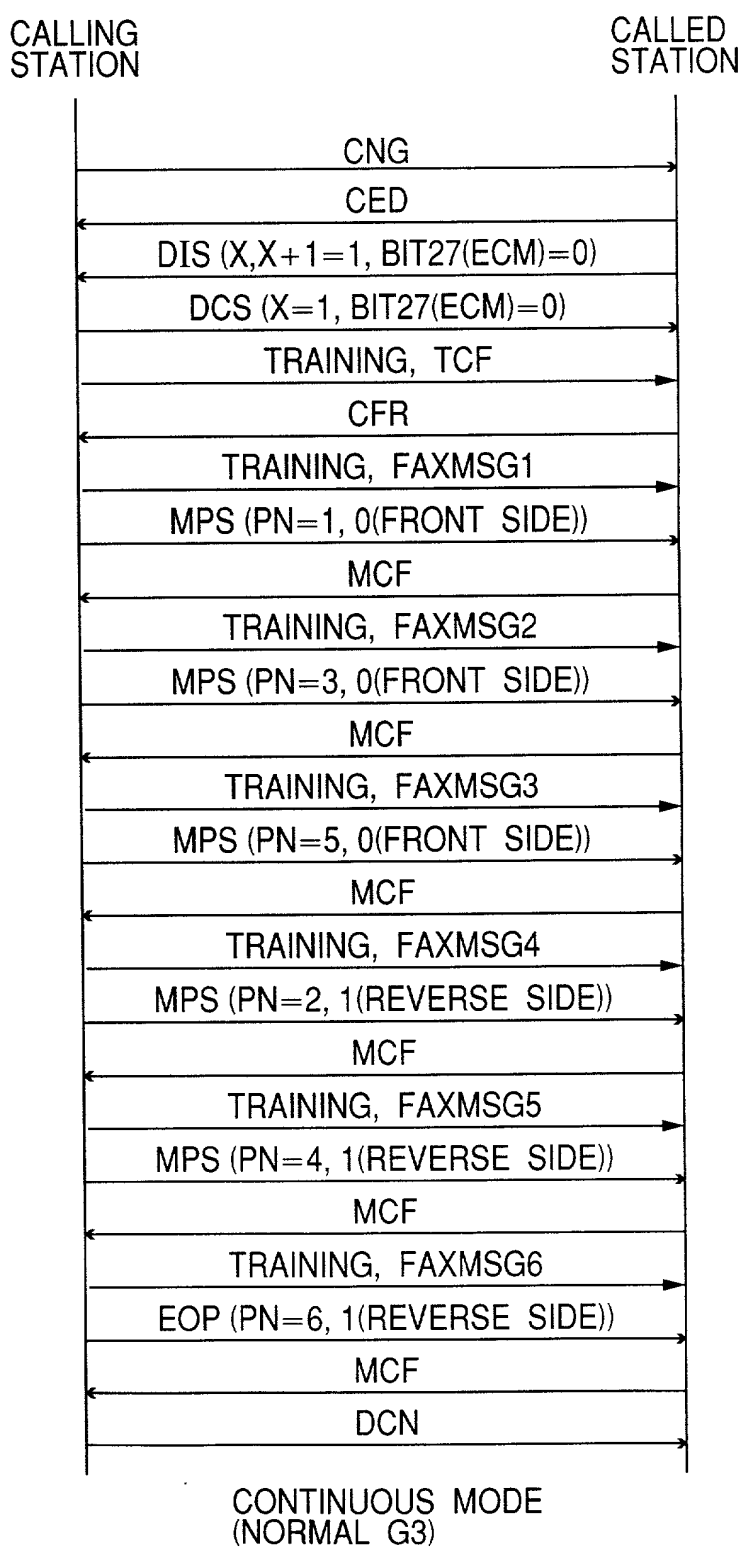 CALLING
STATION
CALLED
STATION
CNG
CED
DIS (X,X+1=1, BIT27(ECM)=0)
DCS (X=1, BIT27(ECM)=0)
TRAINING, TCF
CFR
TRAINING, FAXMSG1
MPS (PN=1, 0(FRONT SIDE))
MCF
TRAINING, FAXMSG2
MPS (PN=3, 0(FRONT SIDE))
MCF
TRAINING, FAXMSG3
MPS (PN=5, 0(FRONT SIDE))
MCF
TRAINING, FAXMSG4
MPS (PN=2, 1(REVERSE SIDE))
MCF
TRAINING, FAXMSG5
MPS (PN=4, 1(REVERSE SIDE))
MCF
TRAINING, FAXMSG6
EOP (PN=6, 1(REVERSE SIDE))
MCF
DCN
CONTINUOUS MODE
(NORMAL G3)